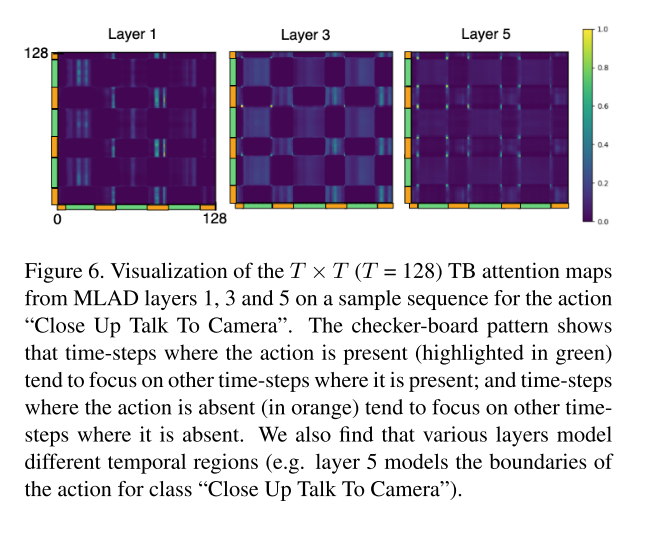 Layer 1
Layer 3
Layer 5
128
1.0
0.8
0.6
0.4
0.2
0.0
0
128
Figure 6. Visualization of the T × T (T = 128) TB attention maps
from MLAD layers 1, 3 and 5 on a sample sequence for the action
“Close Up Talk To Camera”. The checker-board pattern shows
that time-steps where the action is present (highlighted in green)
tend to focus on other time-steps where it is present; and time-steps
where the action is absent (in orange) tend to focus on other time-
steps where it is absent. We also find that various layers model
different temporal regions (e.g. layer 5 models the boundaries of
the action for class “Close Up Talk To Camera”).